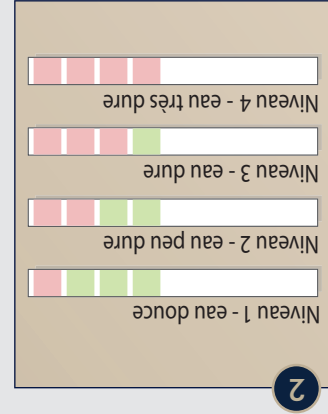 2
Niveau 1 - eau douce
Niveau 2 - eau peu dure
Niveau 3 - eau dure
Niveau 4 - eau très dure